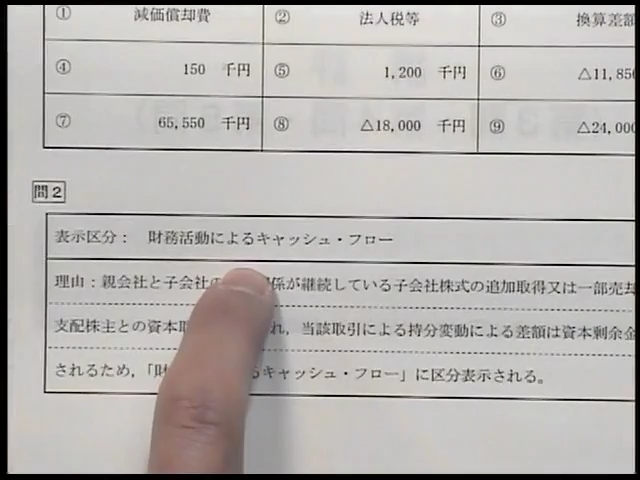 ① 減価償却費 ② 法人税等 ③ 換算差額
④ 150 千円 ⑤ 1,200 千円 ⑥ △11,850
⑦ 65,550 千円 ⑧ △18,000 千円 ⑨ △24,000
問2
表示区分: 財務活動によるキャッシュ・フロー
理由:親会社と子会社の 係が継続している子会社株式の追加取得又は一部売却
支配株主との資本取 れ,当該取引による持分変動による差額は資本剰余金
されるため,「財 るキャッシュ・フロー」に区分表示される。